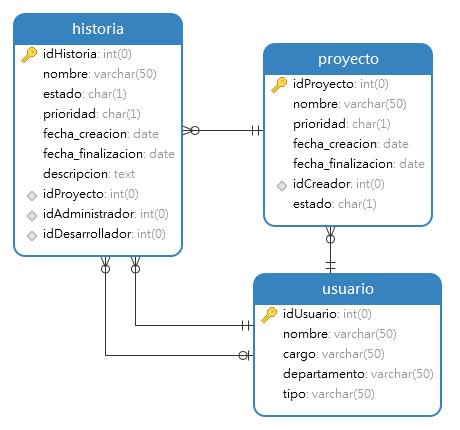 historia
idHistoria: int(0)
nombre: varchar(50)
estado: char(1)
prioridad: char(1)
fecha_creacion: date
fecha_finalizacion: date
descripcion: text
idProyecto: int(0)
idAdministrador: int(0)
idDesarrollador: int(0)
proyecto
idProyecto: int(0)
nombre: varchar(50)
prioridad: char(1)
fecha_creacion: date
fecha_finalizacion: date
idCreador: int(0)
estado: char(1)
usuario
idUsuario: int(0)
nombre: varchar(50)
cargo: varchar(50)
departamento: varchar(50)
tipo: varchar(50)